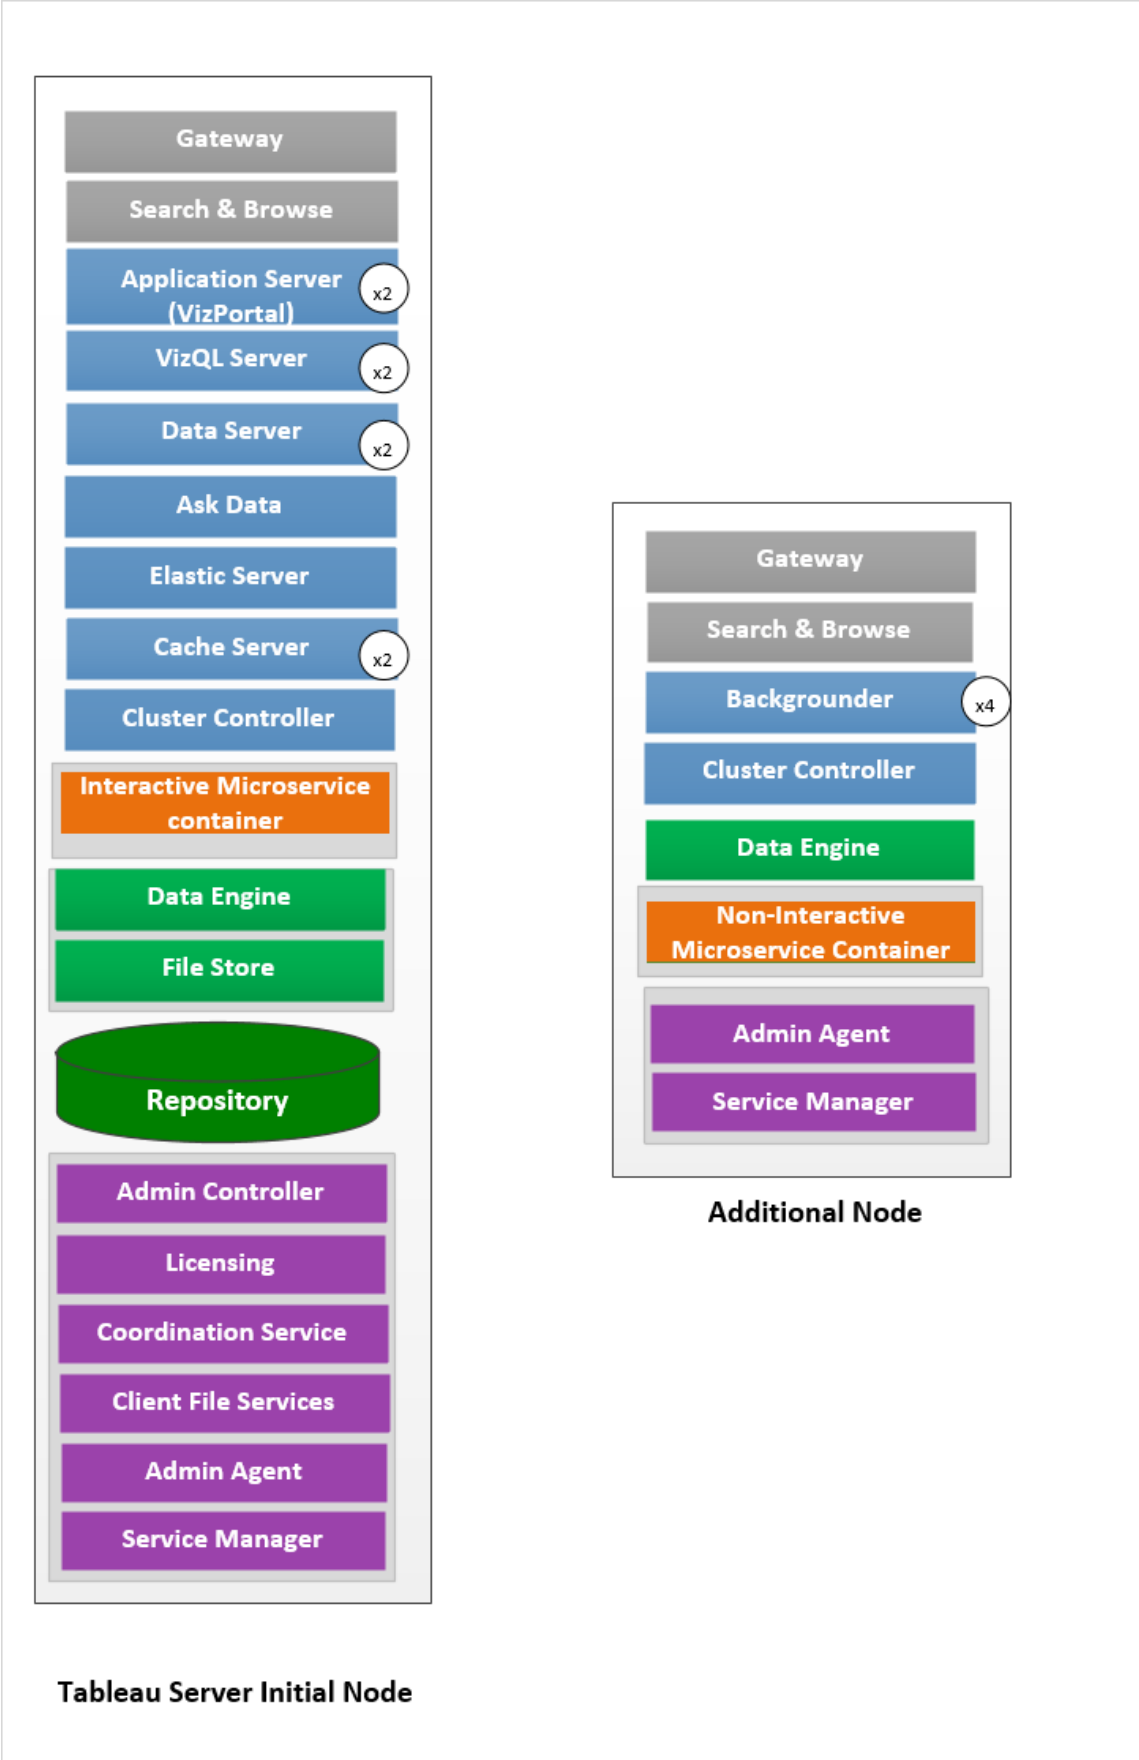 Gateway
Search & Browse
Application Server
(VizPortal)
x2
VizQL Server
x2
Data Server
x2
Ask Data
Elastic Server
Cache Server
x2
Cluster Controller
Interactive Microservice
container
Data Engine
File Store
Repository
Admin Controller
Licensing
Coordination Service
Client File Services
Admin Agent
Service Manager
Tableau Server Initial Node
Gateway
Search & Browse
Backgrounder
x4
Cluster Controller
Data Engine
Non-Interactive
Microservice Container
Admin Agent
Service Manager
Additional Node